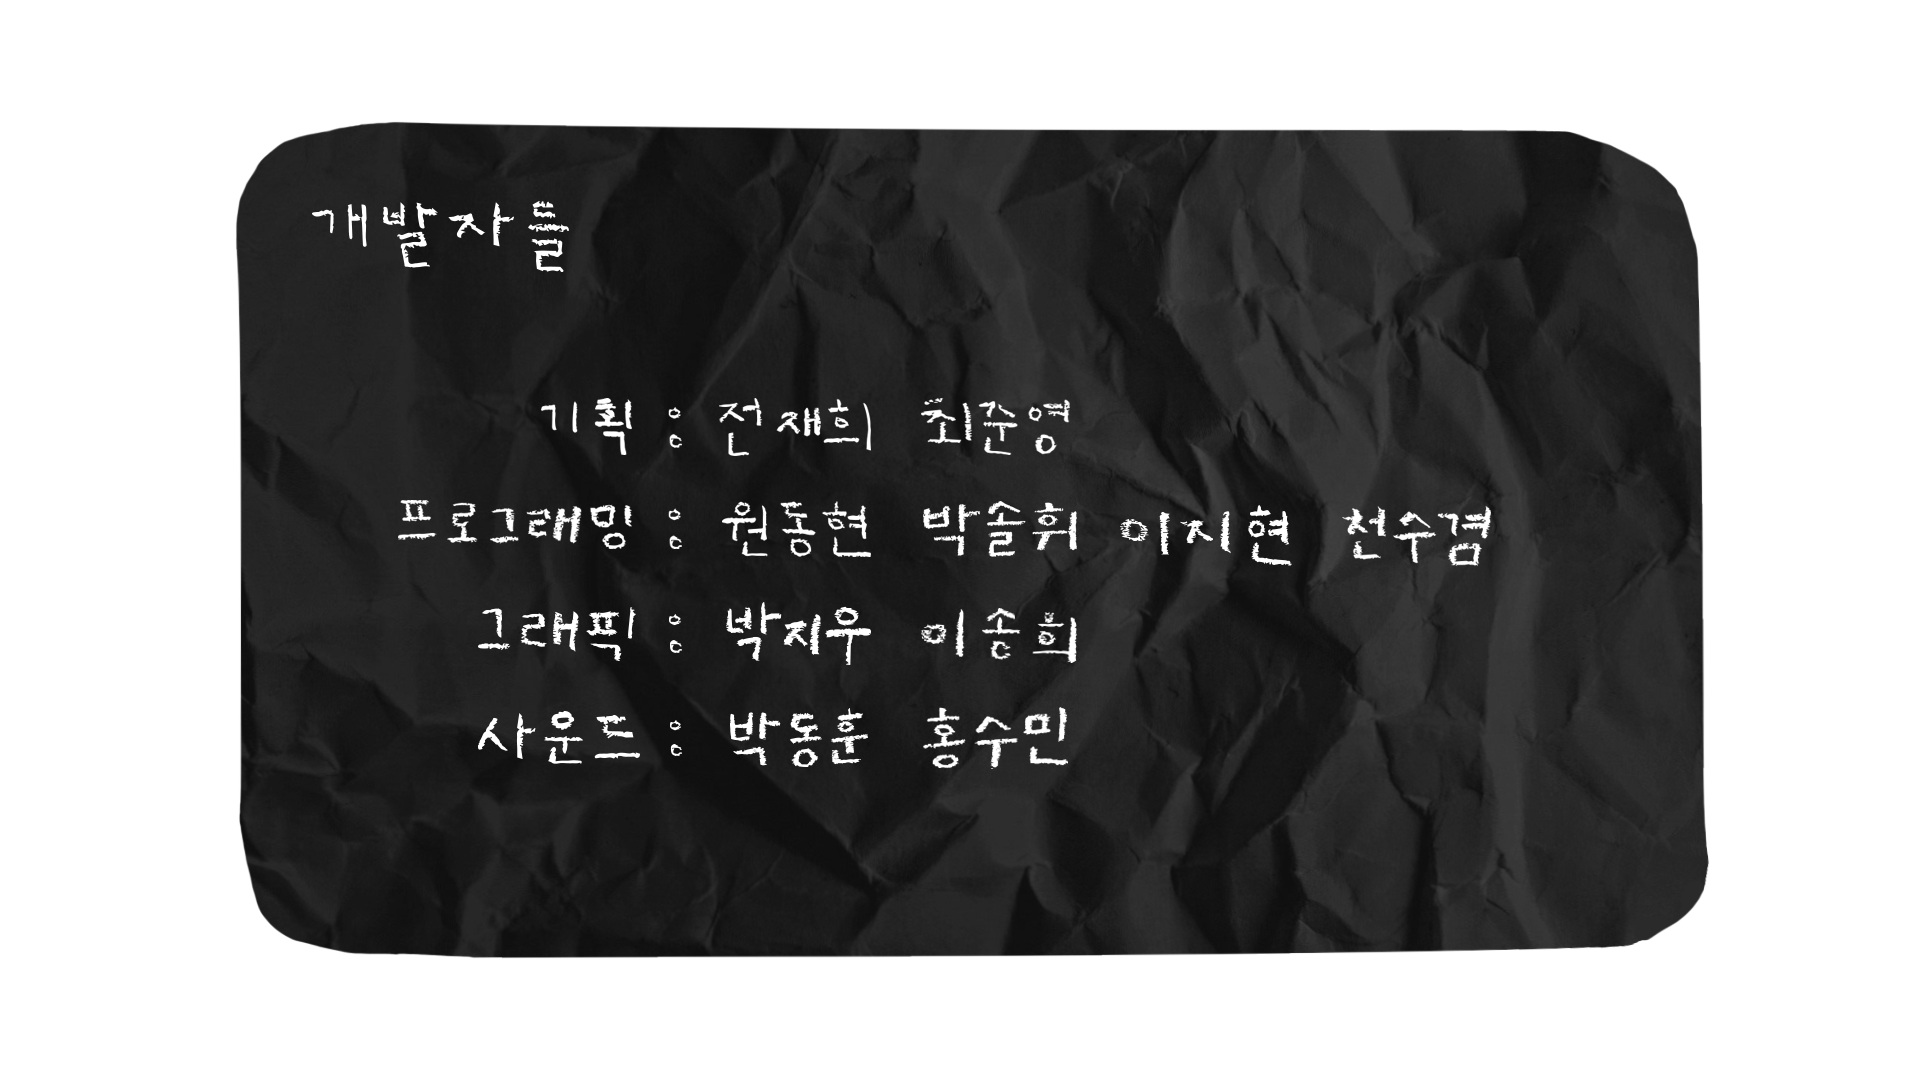 개발자들
기획 : 전재희 최준영
프로그래밍 : 원동현 박솔휘 이지현 천수겸
그래픽 : 박지우 이송희
사운드 : 박동훈 홍수민